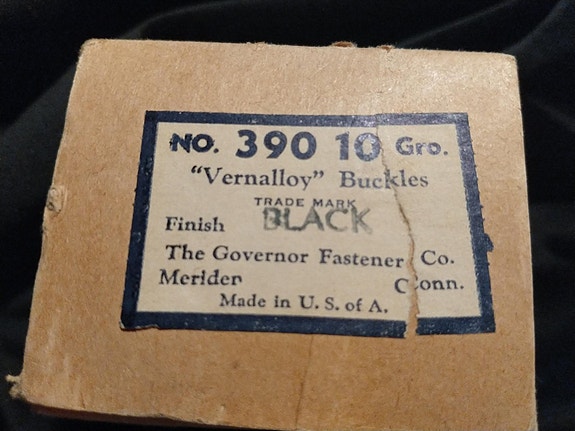 NO. 390 10 Gro.
"Vernalloy" Buckles
TRADE MARK
Finish BLACK
The Governor Fastener Co.
Meriden Conn.
Made in U. S. of A.